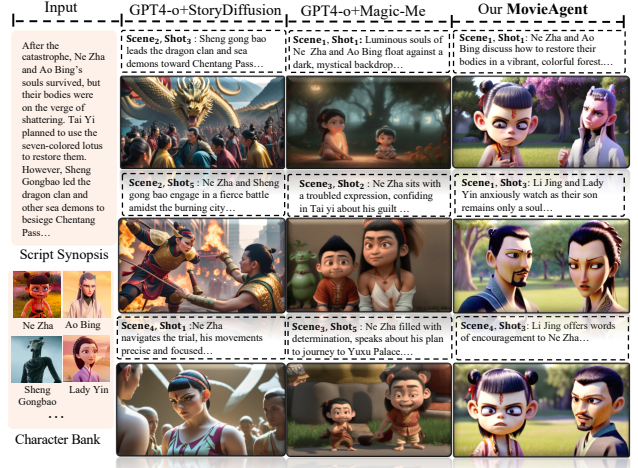 Input
GPT4-o+StoryDiffusion
GPT4-o+Magic-Me
Our MovieAgent
After the
catastrophe, Ne Zha
and Ao Bing's
souls survived, but
their bodies were
on the verge of
shattering. Tai Yi
planned to use the
seven-colored lotus
to restore them.
However, Sheng
Gongbao led the
dragon clan and
other sea demons to
besiege Chentang
Pass…
Script Synopsis
Ne Zha
Ao Bing
Sheng
Gongbao
Lady Yin
…
Character Bank
Scene₂, Shot₃ : Sheng gong bao
leads the dragon clan and sea
demons toward Chentang Pass…
Scene₂, Shot₅ : Ne Zha and Sheng
gong bao engage in a fierce battle
amidst the burning city…
Scene₄, Shot₁ :Ne Zha
navigates the trial, his movements
precise and focused…
Scene₁, Shot₁: Luminous souls of
Ne Zha and Ao Bing float against a
dark, mystical backdrop…
Scene₃, Shot₂ : Ne Zha sits with
a troubled expression, confiding
in Tai yi about his guilt …
Scene₃, Shot₅ : Ne Zha filled with
determination, speaks about his plan
to journey to Yuxu Palace.…
Scene₁, Shot₁: Ne Zha and Ao
Bing discuss how to restore their
bodies in a vibrant, colorful forest.…
Scene₁, Shot₃: Li Jing and Lady
Yin anxiously watch as their son
remains only a soul…
Scene₄, Shot₃: Li Jing offers words
of encouragement to Ne Zha…